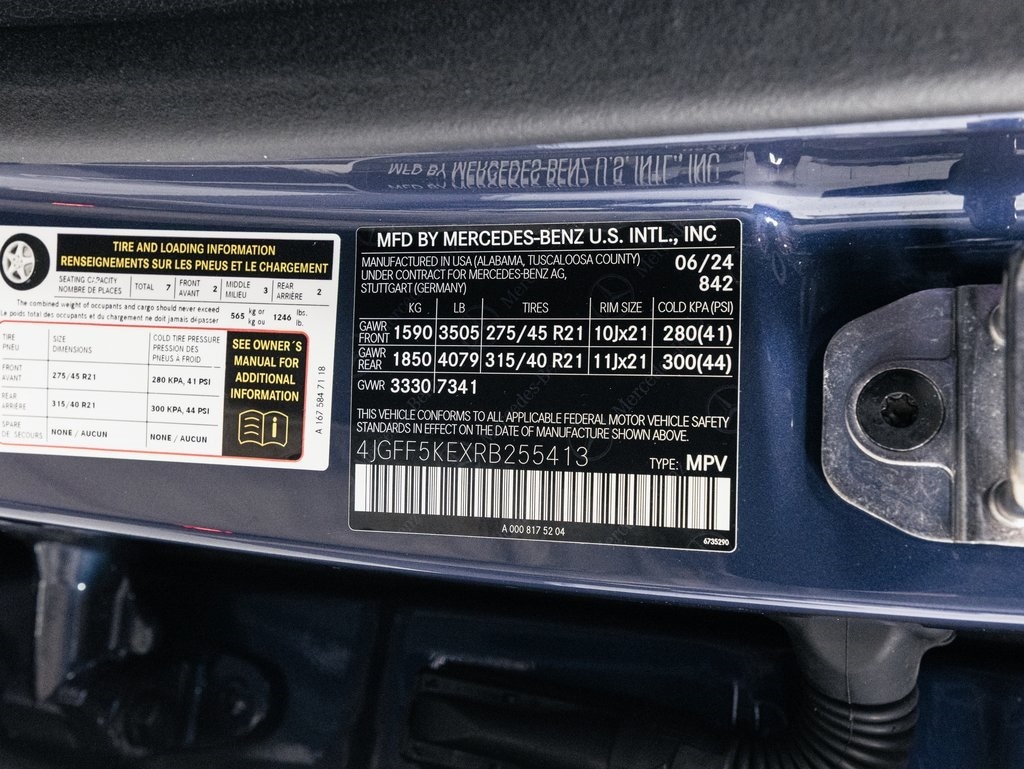 MFD BY MERCEDES-BENZ U.S. INTL., INC
TIRE AND LOADING INFORMATION
RENSEIGNEMENTS SUR LES PNEUS ET LE CHARGEMENT
SEATING CAPACITY
NOMBRE DE PLACES
TOTAL 7
FRONT
AVANT 2
MIDDLE
MILIEU 3
REAR
ARRIÈRE 2
The combined weight of occupants and cargo should never exceed
Le poids total des occupants et du chargement ne doit jamais dépasser
565 kg or
kg ou
1246 lbs.
lb.
TIRE
PNEU
SIZE
DIMENSIONS
COLD TIRE PRESSURE
PRESSION DES
PNEUS À FROID
FRONT
AVANT
275/45 R21
280 KPA, 41 PSI
REAR
ARRIÈRE
315/40 R21
300 KPA, 44 PSI
SPARE
DE SECOURS
NONE / AUCUN
NONE / AUCUN
SEE OWNER´S
MANUAL FOR
ADDITIONAL
INFORMATION
A 167 584 71 18
MFD BY MERCEDES-BENZ U.S. INTL., INC
MANUFACTURED IN USA (ALABAMA, TUSCALOOSA COUNTY)
UNDER CONTRACT FOR MERCEDES-BENZ AG,
STUTTGART (GERMANY)
06/24
842
KG LB TIRES RIM SIZE COLD KPA (PSI)
GAWR
FRONT 1590 3505 275/45 R21 10Jx21 280(41)
GAWR
REAR 1850 4079 315/40 R21 11Jx21 300(44)
GVWR 3330 7341
THIS VEHICLE CONFORMS TO ALL APPLICABLE FEDERAL MOTOR VEHICLE SAFETY
STANDARDS IN EFFECT ON THE DATE OF MANUFACTURE SHOWN ABOVE.
4JGFF5KEXRB255413
TYPE: MPV
A 000 817 52 04
6735290